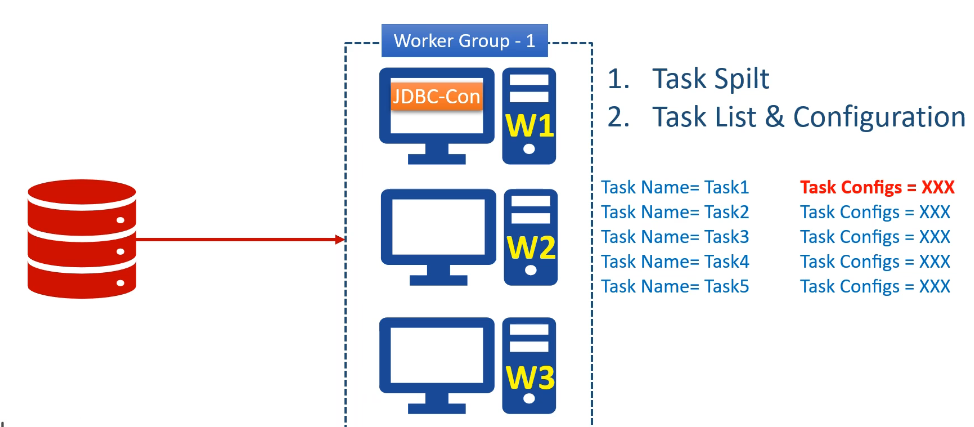 Worker Group - 1
JDBC-Con
W1
W2
W3
1. Task Spilt
2. Task List & Configuration
Task Name= Task1 Task Configs = XXX
Task Name= Task2 Task Configs = XXX
Task Name= Task3 Task Configs = XXX
Task Name= Task4 Task Configs = XXX
Task Name= Task5 Task Configs = XXX